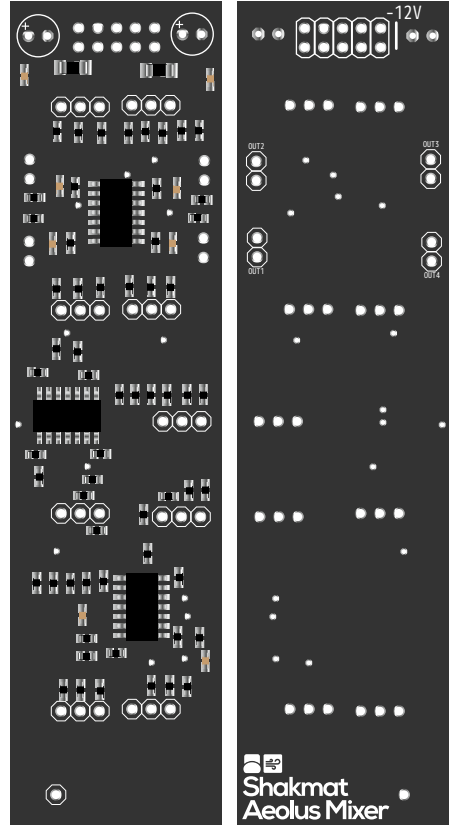 -12V
OUT2
OUT3
OUT1
OUT4
Shakmat
Aeolus Mixer